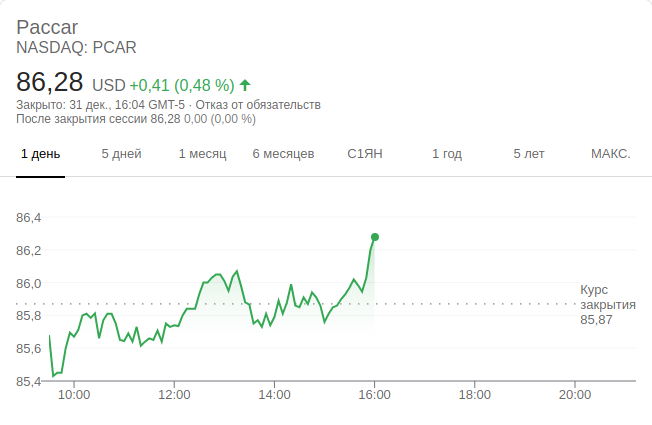 Paccar
NASDAQ: PCAR
86,28 USD +0,41 (0,48 %)
Закрыто: 31 дек., 16:04 GMT-5 · Отказ от обязательств
После закрытия сессии 86,28 0,00 (0,00 %)
1 день 5 дней 1 месяц 6 месяцев С1ЯН 1 год 5 лет МАКС.
86,4
86,2
86,0
85,8
85,6
85,4
Курс
закрытия
85,87
10:00 12:00 14:00 16:00 18:00 20:00